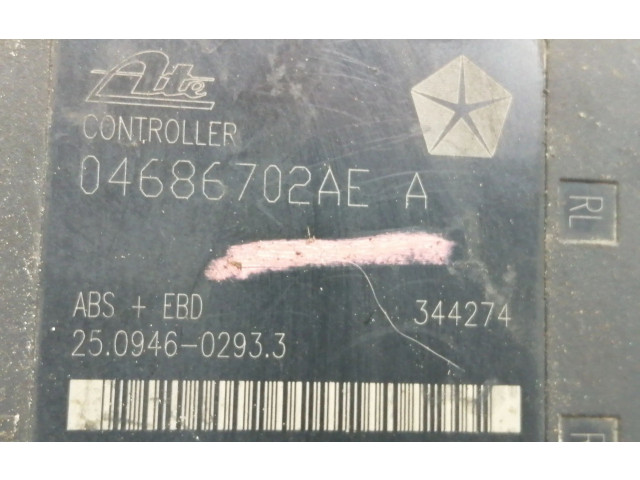 Ate
CONTROLLER
04686702AE A
RL
ABS + EBD 344274
25.0946-0293.3